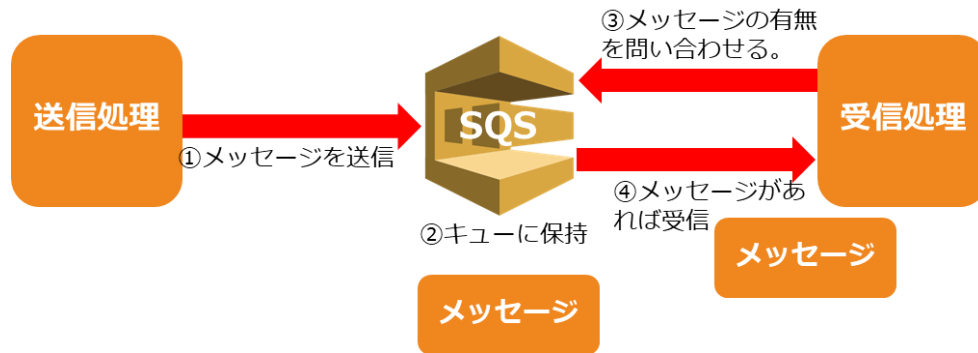 送信処理
①メッセージを送信
SQS
②キューに保持
メッセージ
③メッセージの有無
を問い合わせる。
受信処理
④メッセージがあ
れば受信
メッセージ